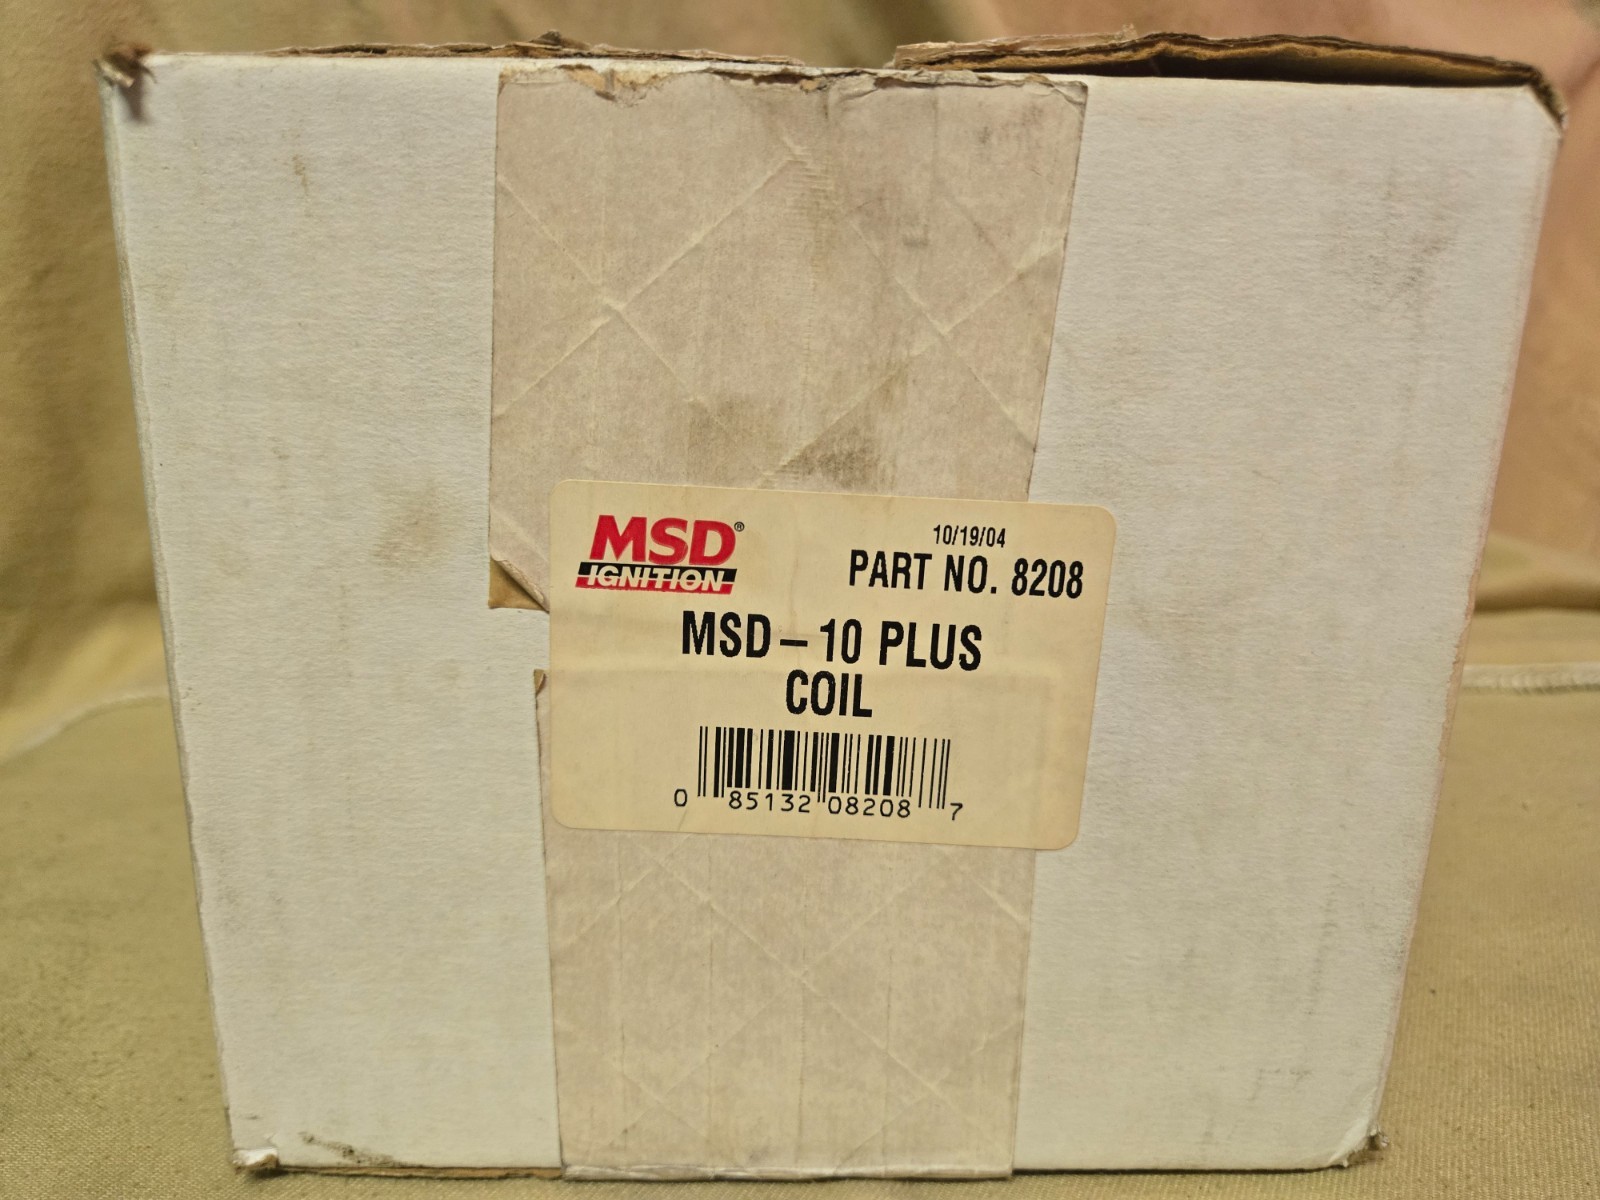 MSD®
IGNITION
10/19/04
PART NO. 8208
MSD – 10 PLUS
COIL
0 85132 08208 7